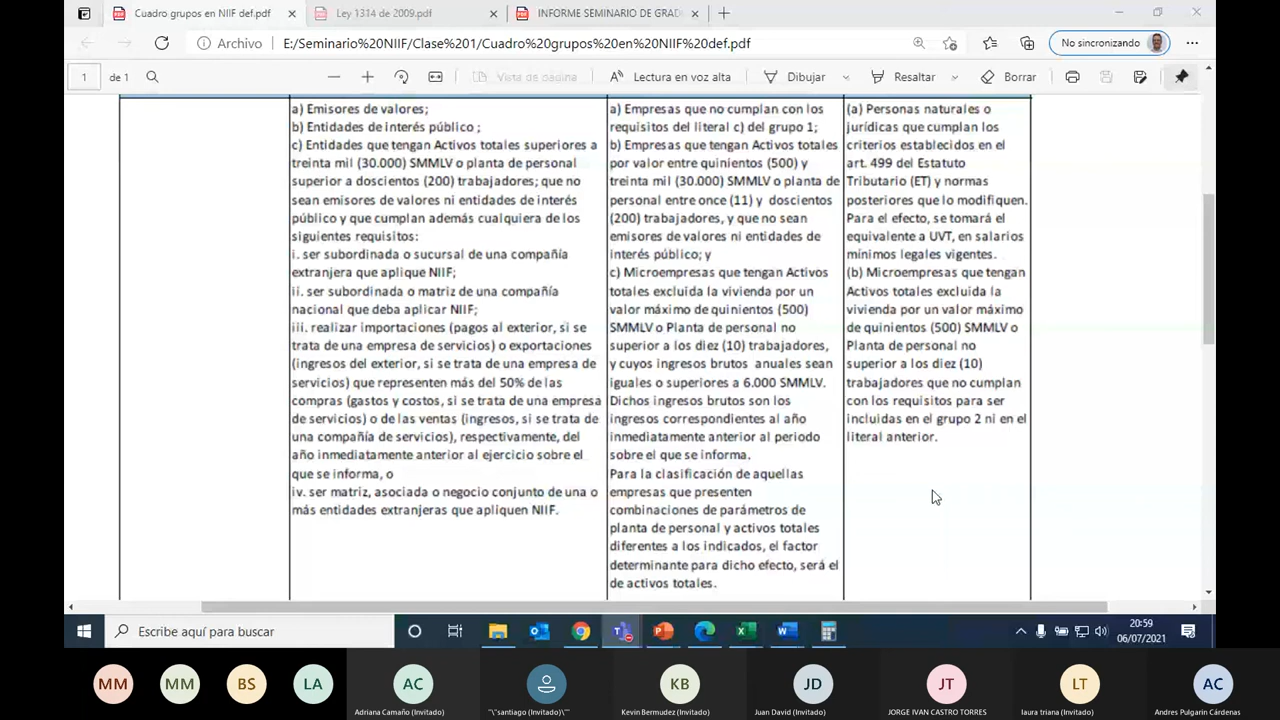 Cuadro grupos en NIIF def.pdf
Ley 1314 de 2009.pdf
INFORME SEMINARIO DE GRAD
Archivo
E:/Seminario%20NIIF/Clase%201/Cuadro%20grupos%20en%20NIIF%20def.pdf
No sincronizando
1
de 1
Vista de página
Lectura en voz alta
Dibujar
Resaltar
Borrar
a) Emisores de valores;
b) Entidades de interés público ;
c) Entidades que tengan Activos totales superiores a
treinta mil (30.000) SMMLV o planta de personal
superior a doscientos (200) trabajadores; que no
sean emisores de valores ni entidades de interés
público y que cumplan además cualquiera de los
siguientes requisitos:
i. ser subordinada o sucursal de una compañía
extranjera que aplique NIIF;
ii. ser subordinada o matriz de una compañía
nacional que deba aplicar NIIF;
iii. realizar importaciones (pagos al exterior, si se
trata de una empresa de servicios) o exportaciones
(ingresos del exterior, si se trata de una empresa de
servicios) que representen más del 50% de las
compras (gastos y costos, si se trata de una empresa
de servicios) o de las ventas (ingresos, si se trata de
una compañía de servicios), respectivamente, del
año inmediatamente anterior al ejercicio sobre el
que se informa, o
iv. ser matriz, asociada o negocio conjunto de una o
más entidades extranjeras que apliquen NIIF.
a) Empresas que no cumplan con los
requisitos del literal c) del grupo 1;
b) Empresas que tengan Activos totales
por valor entre quinientos (500) y
treinta mil (30.000) SMMLV o planta de
personal entre once (11) y doscientos
(200) trabajadores, y que no sean
emisores de valores ni entidades de
interés público; y
c) Microempresas que tengan Activos
totales excluida la vivienda por un
valor máximo de quinientos (500)
SMMLV o Planta de personal no
superior a los diez (10) trabajadores,
y cuyos ingresos brutos anuales sean
iguales o superiores a 6.000 SMMLV.
Dichos ingresos brutos son los
ingresos correspondientes al año
inmediatamente anterior al periodo
sobre el que se informa.
Para la clasificación de aquellas
empresas que presenten
combinaciones de parámetros de
planta de personal y activos totales
diferentes a los indicados, el factor
determinante para dicho efecto, será el
de activos totales.
(a) Personas naturales o
jurídicas que cumplan los
criterios establecidos en el
art. 499 del Estatuto
Tributario (ET) y normas
posteriores que lo modifiquen.
Para el efecto, se tomará el
equivalente a UVT, en salarios
mínimos legales vigentes.
(b) Microempresas que tengan
Activos totales excluida la
vivienda por un valor máximo
de quinientos (500) SMMLV o
Planta de personal no
superior a los diez (10)
trabajadores que no cumplan
con los requisitos para ser
incluidas en el grupo 2 ni en el
literal anterior.
Escribe aquí para buscar
20:59
06/07/2021
MM
MM
BS
LA
AC
KB
JD
JT
LT
AC
Adriana Camaño (Invitado)
"\"santiago (Invitado)\""
Kevin Bermudez (Invitado)
Juan David (Invitado)
JORGE IVAN CASTRO TORRES
laura triana (Invitado)
Andres Pulgarin Cárdenas